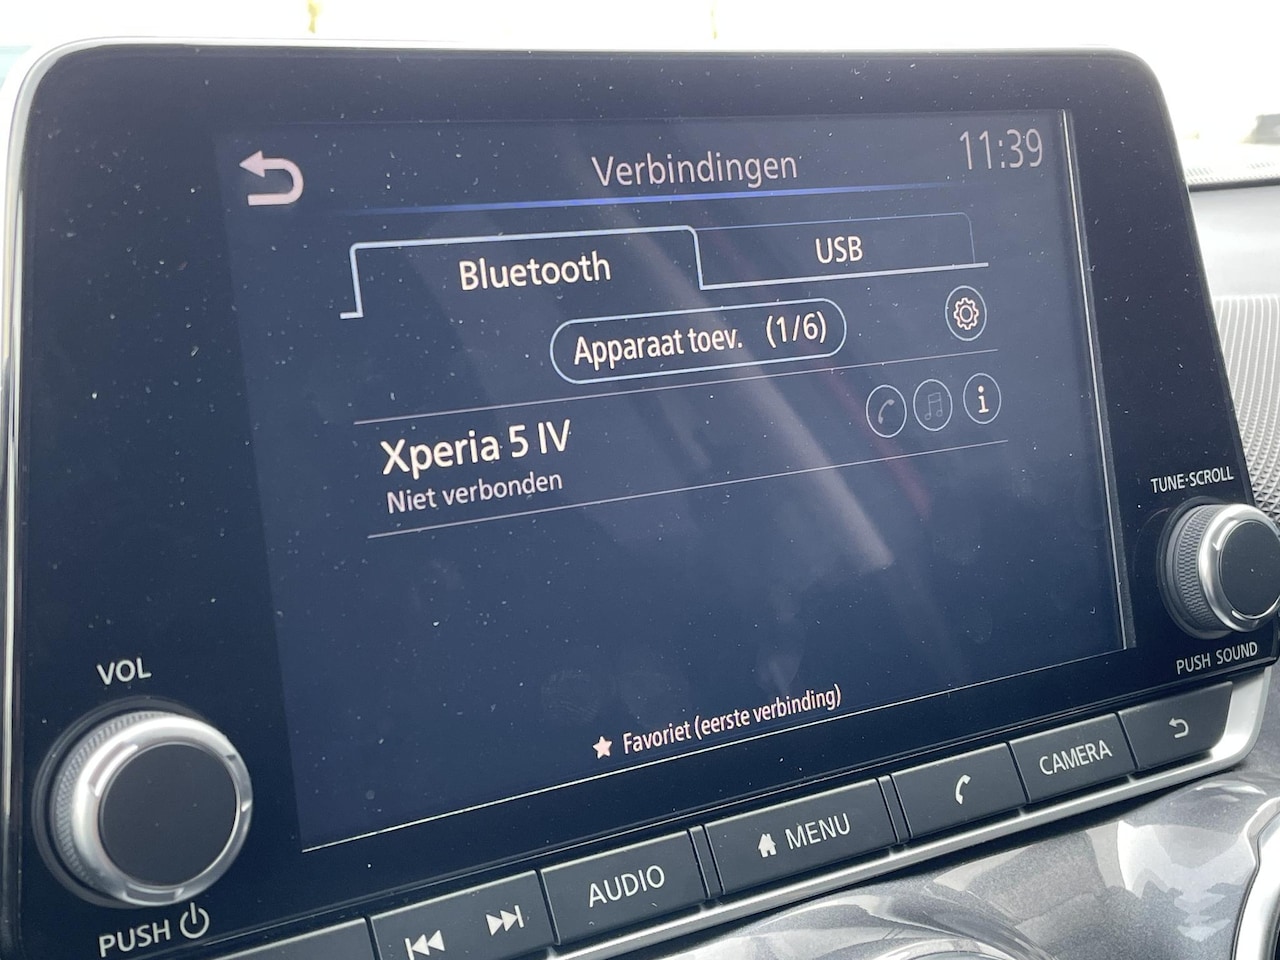 Verbindingen
11:39
Bluetooth
USB
Apparaat toev. (1/6)
Xperia 5 IV
Niet verbonden
i
★ Favoriet (eerste verbinding)
TUNE·SCROLL
PUSH SOUND
VOL
PUSH
AUDIO
MENU
CAMERA